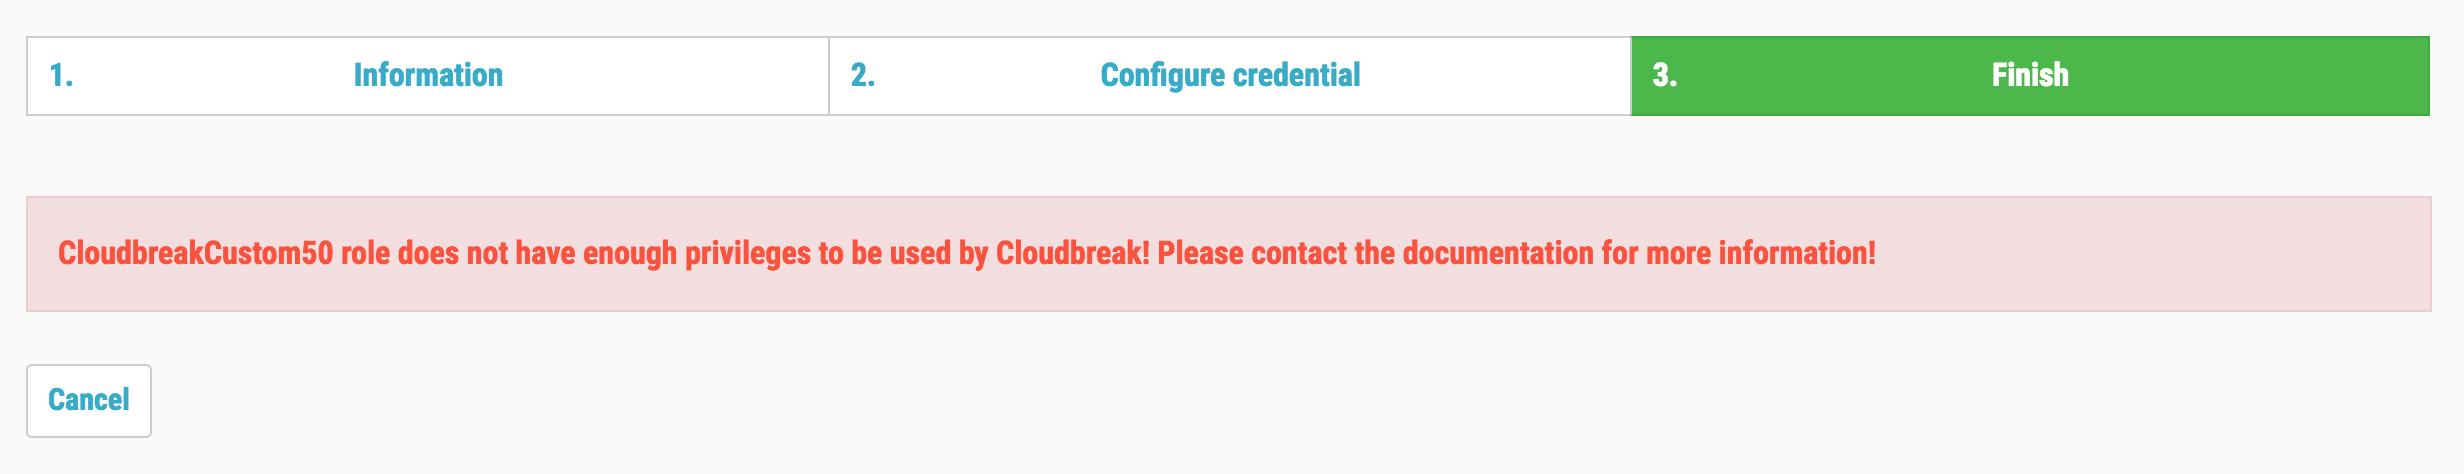 1. Information 2. Configure credential 3. Finish
CloudbreakCustom50 role does not have enough privileges to be used by Cloudbreak! Please contact the documentation for more information!
Cancel